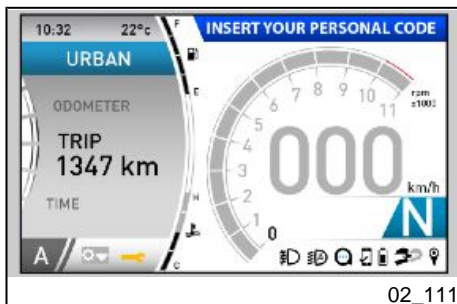 10:32 22°c
INSERT YOUR PERSONAL CODE
URBAN
ODOMETER
TRIP
1347 km
TIME
A
F
E
H
C
0
1
2
3
4
5
6
7
8
9
10
11
rpm
x1000
000
km/h
N
02_111